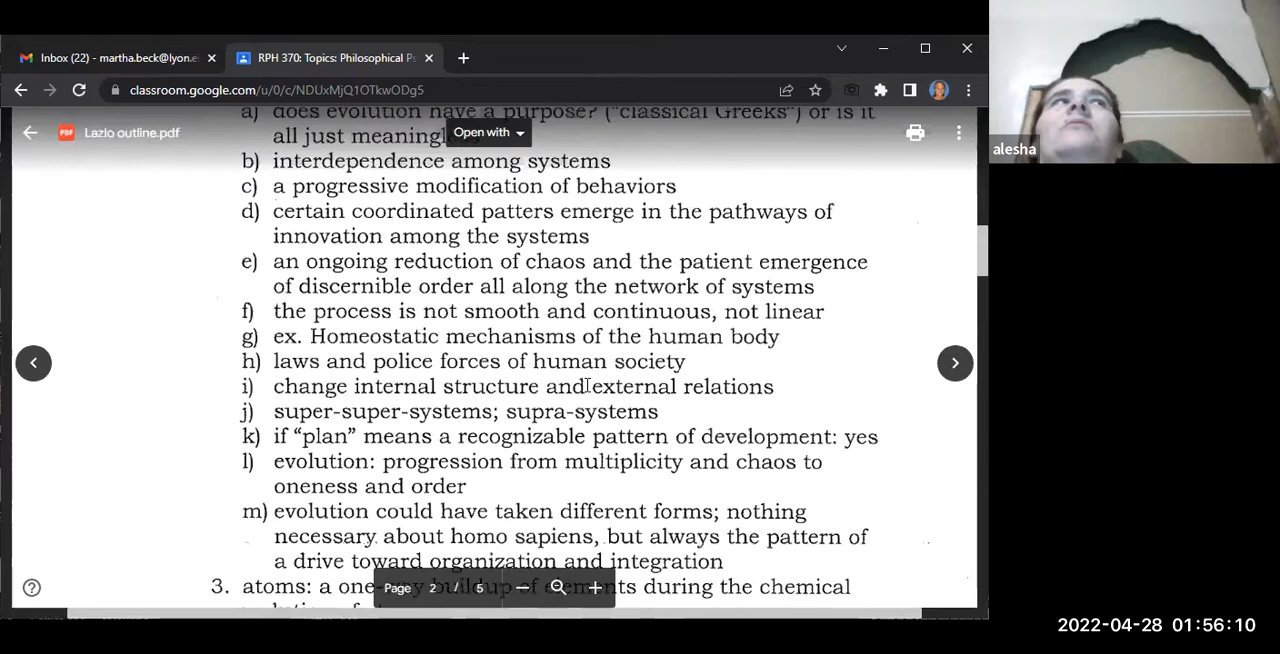 Inbox (22) - martha.beck@lyon.e
RPH 370: Topics: Philosophical Ps
classroom.google.com/u/0/c/NDUxMjQ1OTkwODg5
PDF Lazio outline.pdf
Open with
a) does evolution have a purpose? ("classical Greeks") or is it
all just
b) interdependence among systems
c) a progressive modification of behaviors
d) certain coordinated patters emerge in the pathways of
innovation among the systems
e) an ongoing reduction of chaos and the patient emergence
of discernible order all along the network of systems
f) the process is not smooth and continuous, not linear
g) ex. Homeostatic mechanisms of the human body
h) laws and police forces of human society
i) change internal structure and external relations
j) super-super-systems; supra-systems
k) if "plan" means a recognizable pattern of development: yes
l) evolution: progression from multiplicity and chaos to
oneness and order
m) evolution could have taken different forms; nothing
necessary about homo sapiens, but always the pattern of
a drive toward organization and integration
3. atoms: a one-way buildup of elements during the chemical
Page 2 / 5
alesha
2022-04-28 01:56:10